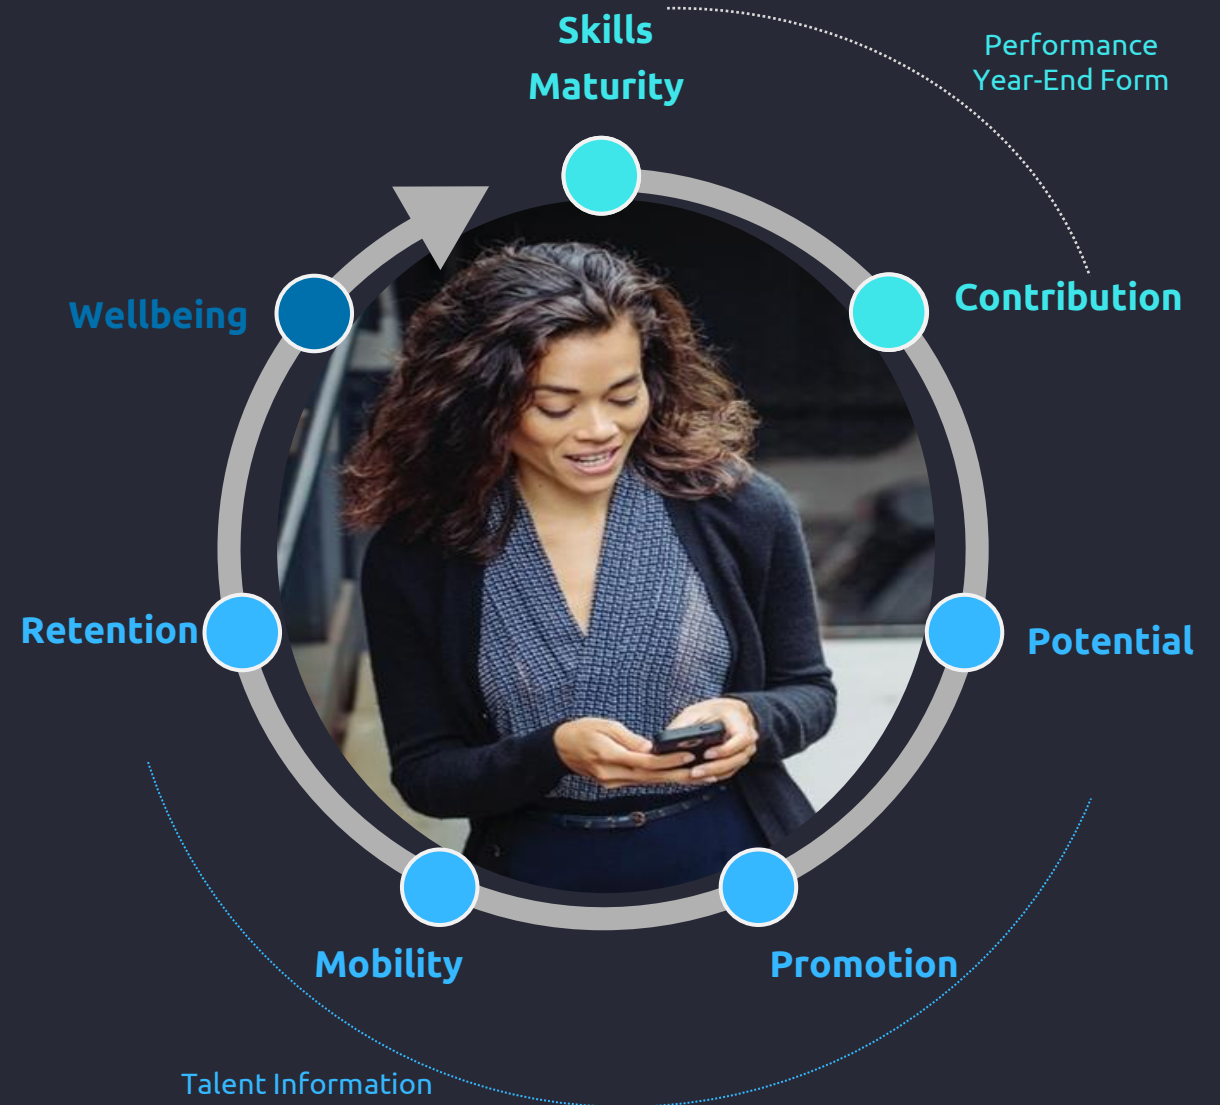 Skills
Maturity
Performance
Year-End Form
Contribution
Wellbeing
Retention
Potential
Mobility
Promotion
Talent Information